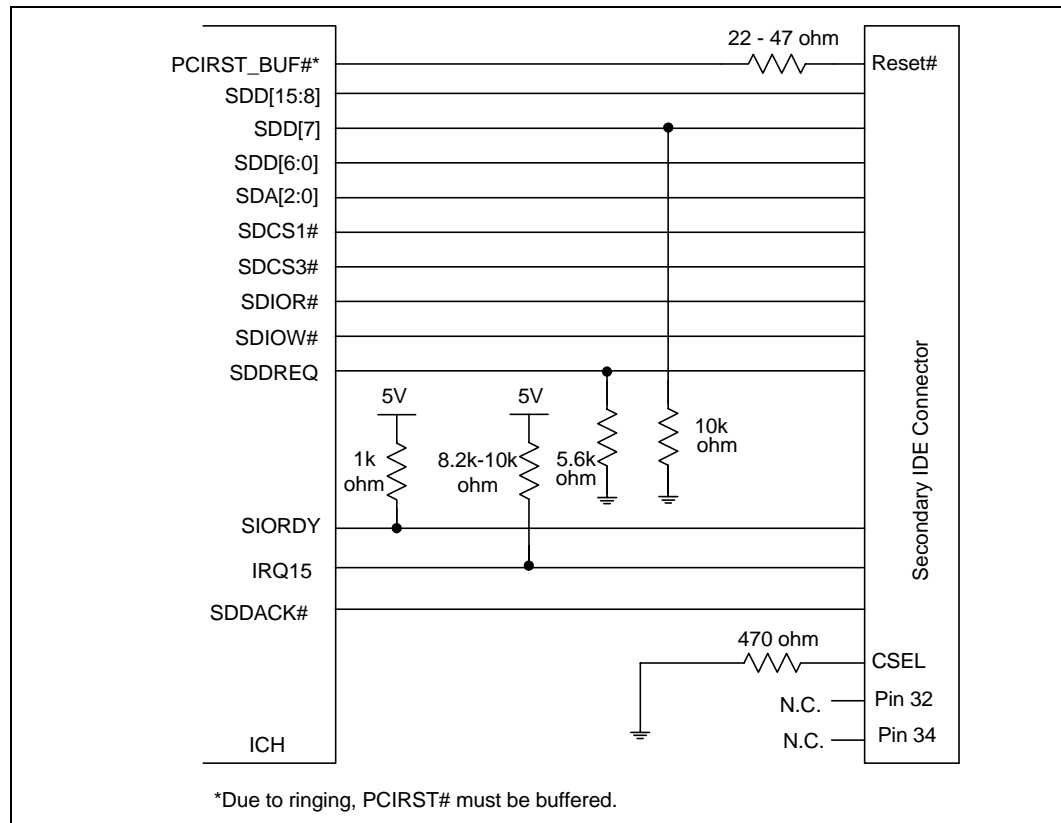 22 - 47 ohm
PCIRST_BUF#*
Reset#
SDD[15:8]
SDD[7]
SDD[6:0]
SDA[2:0]
SDCS1#
SDCS3#
SDIOR#
SDIOW#
SDDREQ
5V
5V
1k
ohm
8.2k-10k
ohm
5.6k
ohm
10k
ohm
SIORDY
IRQ15
SDDACK#
Secondary IDE Connector
470 ohm
CSEL
N.C.
Pin 32
N.C.
Pin 34
ICH
*Due to ringing, PCIRST# must be buffered.